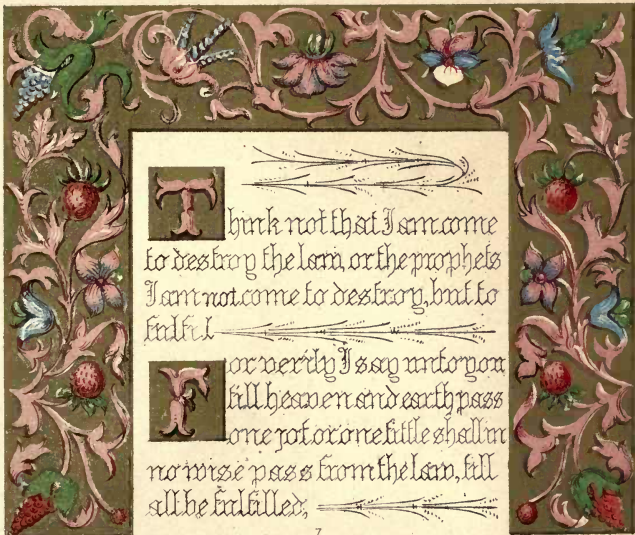 Think not that I am come
to destroy the law, or the prophets
I am not come to destroy, but to
fulfil
For verily I say unto you
till heaven and earth pass
one jot or one tittle shall in
no wise pass from the law, till
all be fulfilled,
7